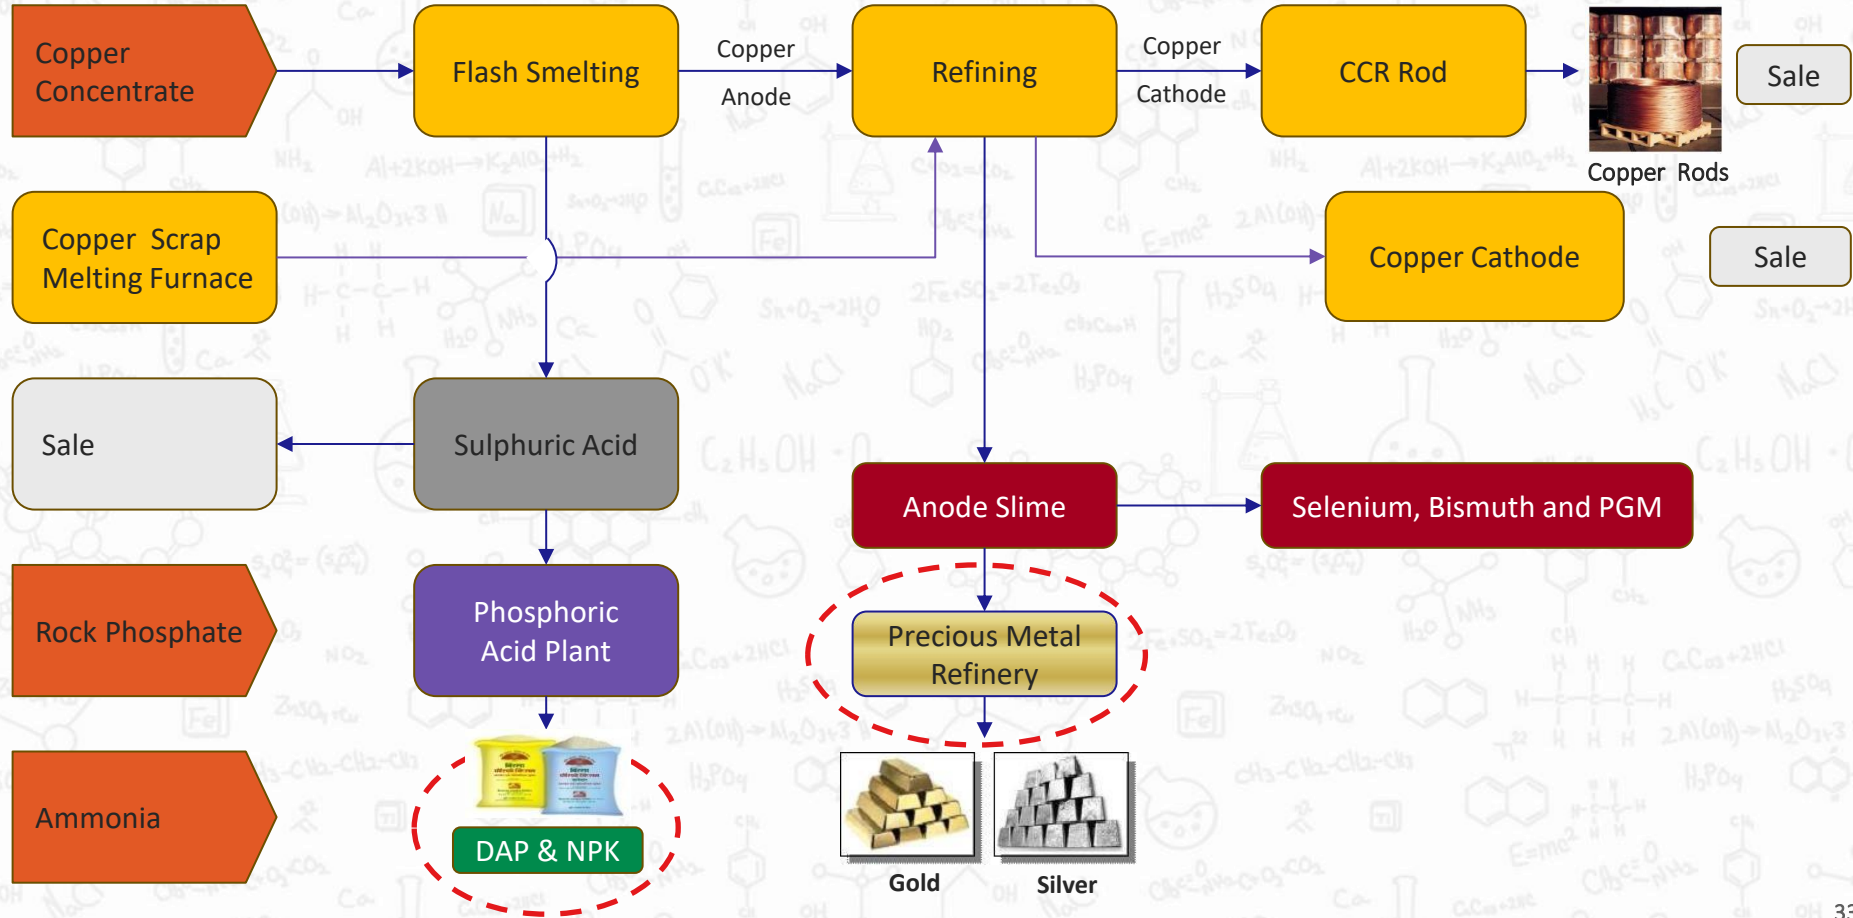 Copper
Concentrate
Flash Smelting
Copper
Anode
Refining
Copper
Cathode
CCR Rod
Copper Rods
Sale
Copper Scrap
Melting Furnace
Copper Cathode
Sale
Sale
Sulphuric Acid
Anode Slime
Selenium, Bismuth and PGM
Rock Phosphate
Phosphoric
Acid Plant
Precious Metal
Refinery
Ammonia
DAP & NPK
Gold
Silver
33